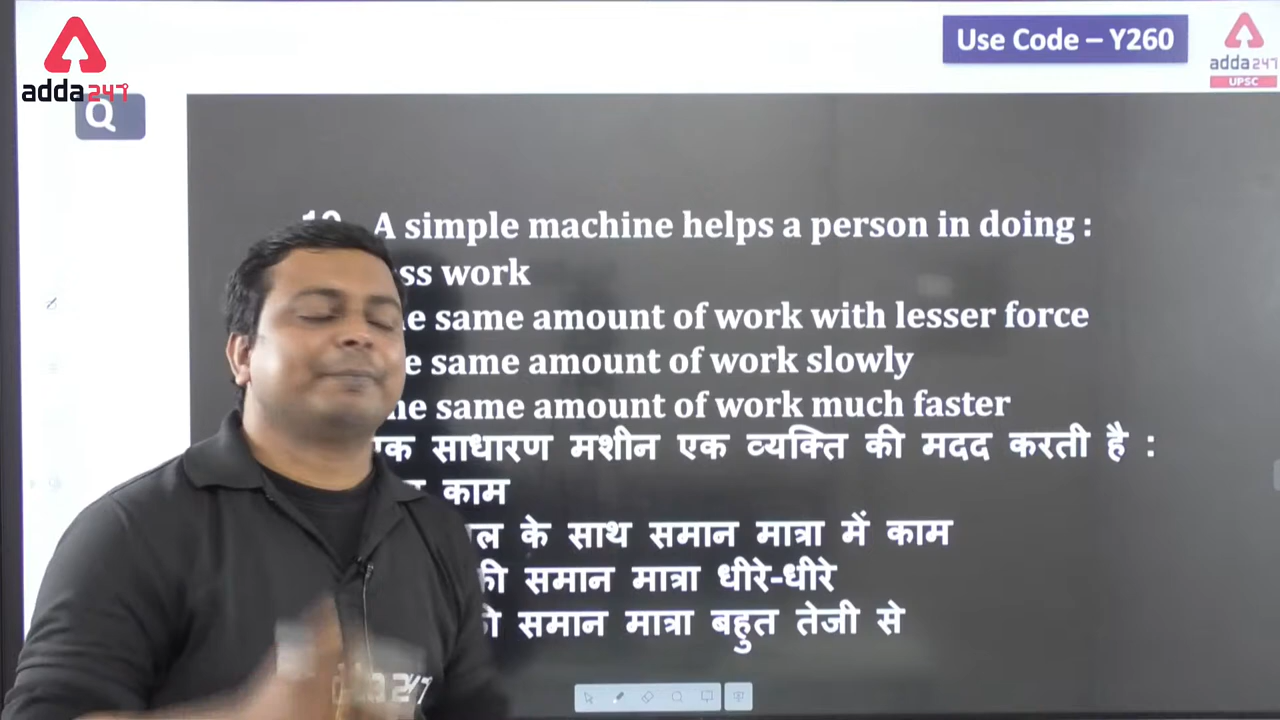 adda247
Use Code – Y260
adda247
UPSC
Q
A simple machine helps a person in doing :
work
same amount of work with lesser force
same amount of work slowly
same amount of work much faster
साधारण मशीन एक व्यक्ति की मदद करती है :
काम
के साथ समान मात्रा में काम
समान मात्रा धीरे-धीरे
समान मात्रा बहुत तेजी से